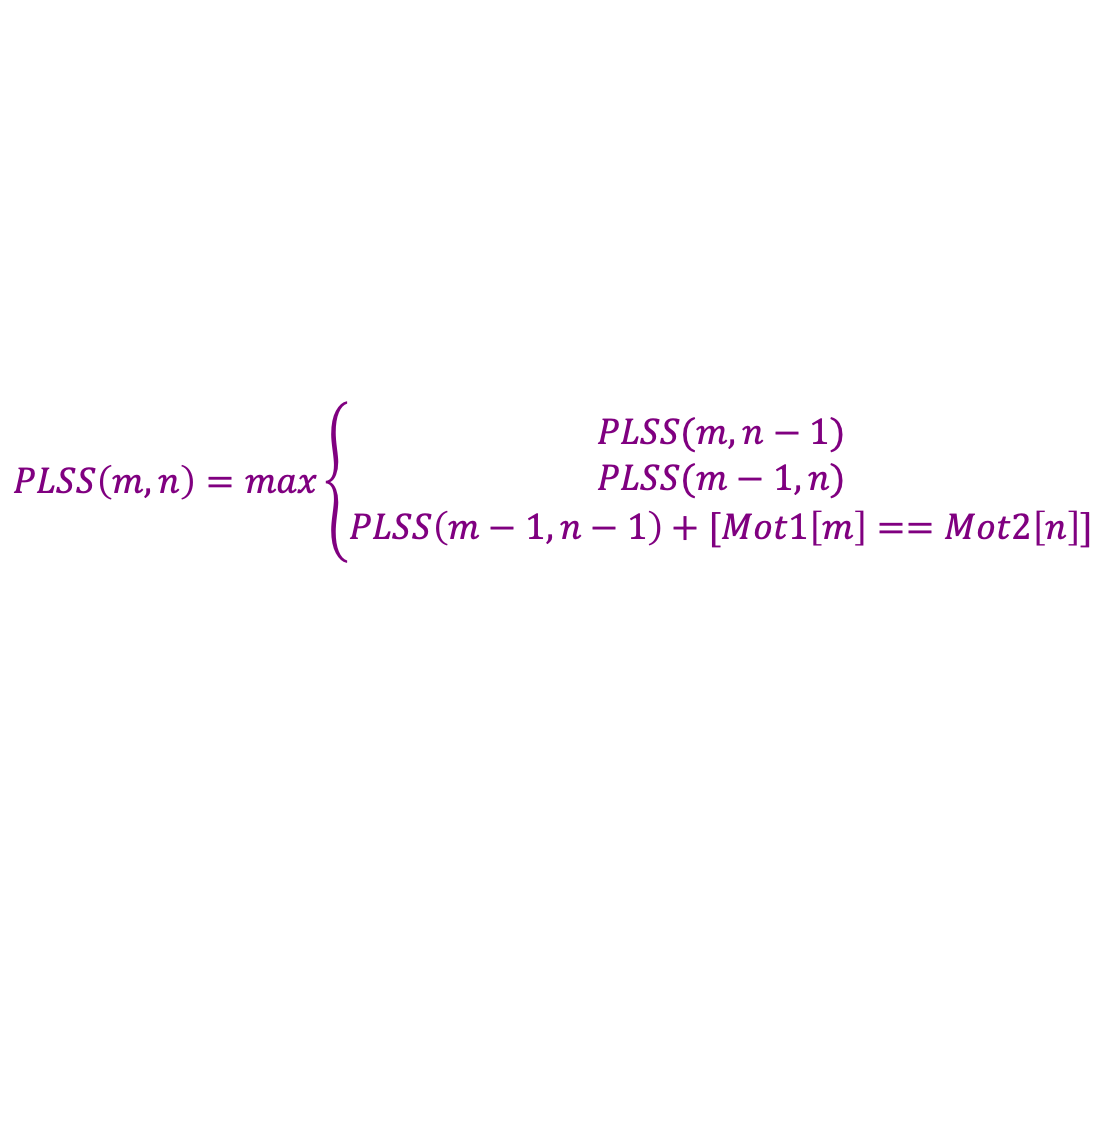 PLSS(m, n − 1)
PLSS(m, n) = max { PLSS(m − 1, n)
PLSS(m − 1, n − 1) + [Mot1[m] == Mot2[n]]